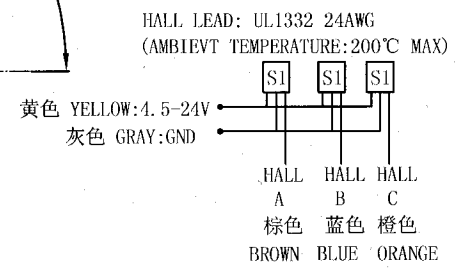 HALL LEAD: UL1332 24AWG
(AMBIEVT TEMPERATURE:200℃ MAX)
S1 S1 S1
黄色 YELLOW:4.5-24V
灰色 GRAY:GND
HALL HALL HALL
A B C
棕色 蓝色 橙色
BROWN BLUE ORANGE